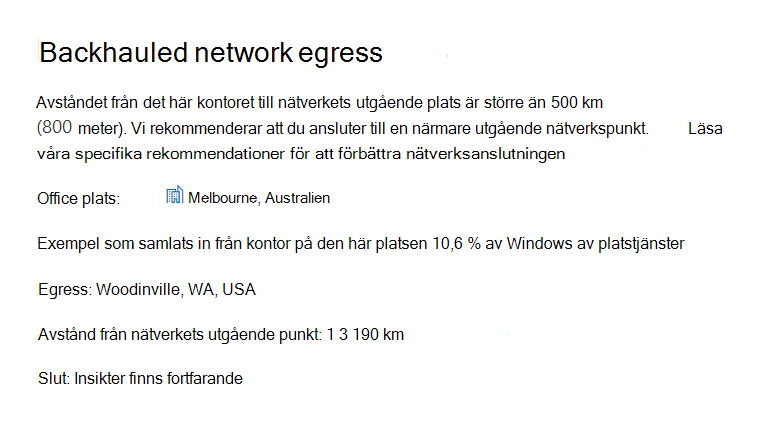 Backhauled network egress
Avståndet från det här kontoret till nätverkets utgående plats är större än 500 km
(800 meter). Vi rekommenderar att du ansluter till en närmare utgående nätverkspunkt. Läsa
våra specifika rekommendationer för att förbättra nätverksanslutningen
Office plats: Melbourne, Australien
Exempel som samlats in från kontor på den här platsen 10,6 % av Windows av platstjänster
Egress: Woodinville, WA, USA
Avstånd från nätverkets utgående punkt: 1 3 190 km
Slut: Insikter finns fortfarande